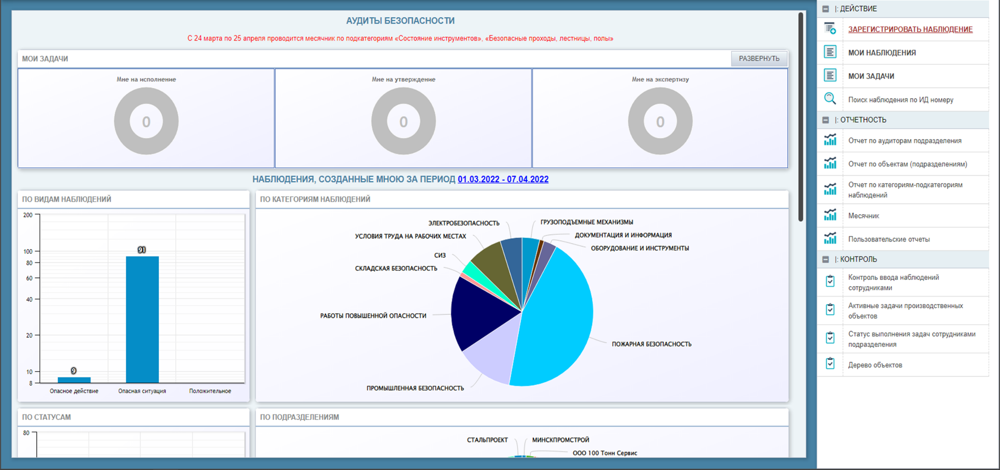 АУДИТЫ БЕЗОПАСНОСТИ
С 24 марта по 25 апреля проводится месячник по подкатегориям «Состояние инструментов», «Безопасные проходы, лестницы, полы»
МОИ ЗАДАЧИ
РАЗВЕРНУТЬ
Мне на исполнение
0
Мне на утверждение
0
Мне на экспертизу
0
НАБЛЮДЕНИЯ, СОЗДАННЫЕ МНОЮ ЗА ПЕРИОД 01.03.2022 - 07.04.2022
ПО ВИДАМ НАБЛЮДЕНИЙ
200
100
80
60
40
20
10
8
9
91
Опасное действие
Опасная ситуация
Положительное
ПО КАТЕГОРИЯМ НАБЛЮДЕНИЙ
ЭЛЕКТРОБЕЗОПАСНОСТЬ
ГРУЗОПОДЪЕМНЫЕ МЕХАНИЗМЫ
УСЛОВИЯ ТРУДА НА РАБОЧИХ МЕСТАХ
ДОКУМЕНТАЦИЯ И ИНФОРМАЦИЯ
ОБОРУДОВАНИЕ И ИНСТРУМЕНТЫ
СИЗ
СКЛАДСКАЯ БЕЗОПАСНОСТЬ
РАБОТЫ ПОВЫШЕННОЙ ОПАСНОСТИ
ПОЖАРНАЯ БЕЗОПАСНОСТЬ
ПРОМЫШЛЕННАЯ БЕЗОПАСНОСТЬ
ПО СТАТУСАМ
80
ПО ПОДРАЗДЕЛЕНИЯМ
СТАЛЬПРОЕКТ
МИНСКПРОМСТРОЙ
ООО 100 Тонн Сервис
|: ДЕЙСТВИЕ
ЗАРЕГИСТРИРОВАТЬ НАБЛЮДЕНИЕ
МОИ НАБЛЮДЕНИЯ
МОИ ЗАДАЧИ
Поиск наблюдения по ИД номеру
|: ОТЧЕТНОСТЬ
Отчет по аудиторам подразделения
Отчет по объектам (подразделениям)
Отчет по категориям-подкатегориям
наблюдений
Месячник
Пользовательские отчеты
|: КОНТРОЛЬ
Контроль ввода наблюдений
сотрудниками
Активные задачи производственных
объектов
Статус выполнения задач сотрудниками
подразделения
Дерево объектов